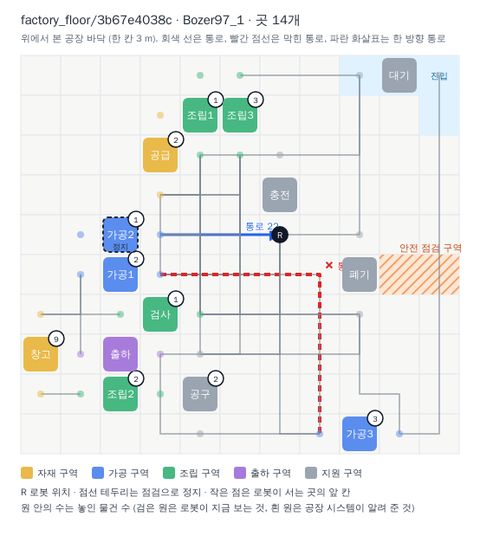 factory_floor/3b67e4038c · Bozer97_1 · 곳 14개
위에서 본 공장 바닥 (한 칸 3 m). 회색 선은 통로, 빨간 점선은 막힌 통로, 파란 화살표는 한 방향 통로
대기
진입
조립1
1
조립3
3
공급
2
충전
가공2
1
정지
통로 22
R
안전 점검 구역
가공1
2
×
폐기
검사
1
창고
9
출하
조립2
2
공구
2
가공3
3
자재 구역
가공 구역
조립 구역
출하 구역
지원 구역
R 로봇 위치 · 점선 테두리는 점검으로 정지 · 작은 점은 로봇이 서는 곳의 앞 칸
원 안의 수는 놓인 물건 수 (검은 원은 로봇이 지금 보는 것, 흰 원은 공장 시스템이 알려 준 것)